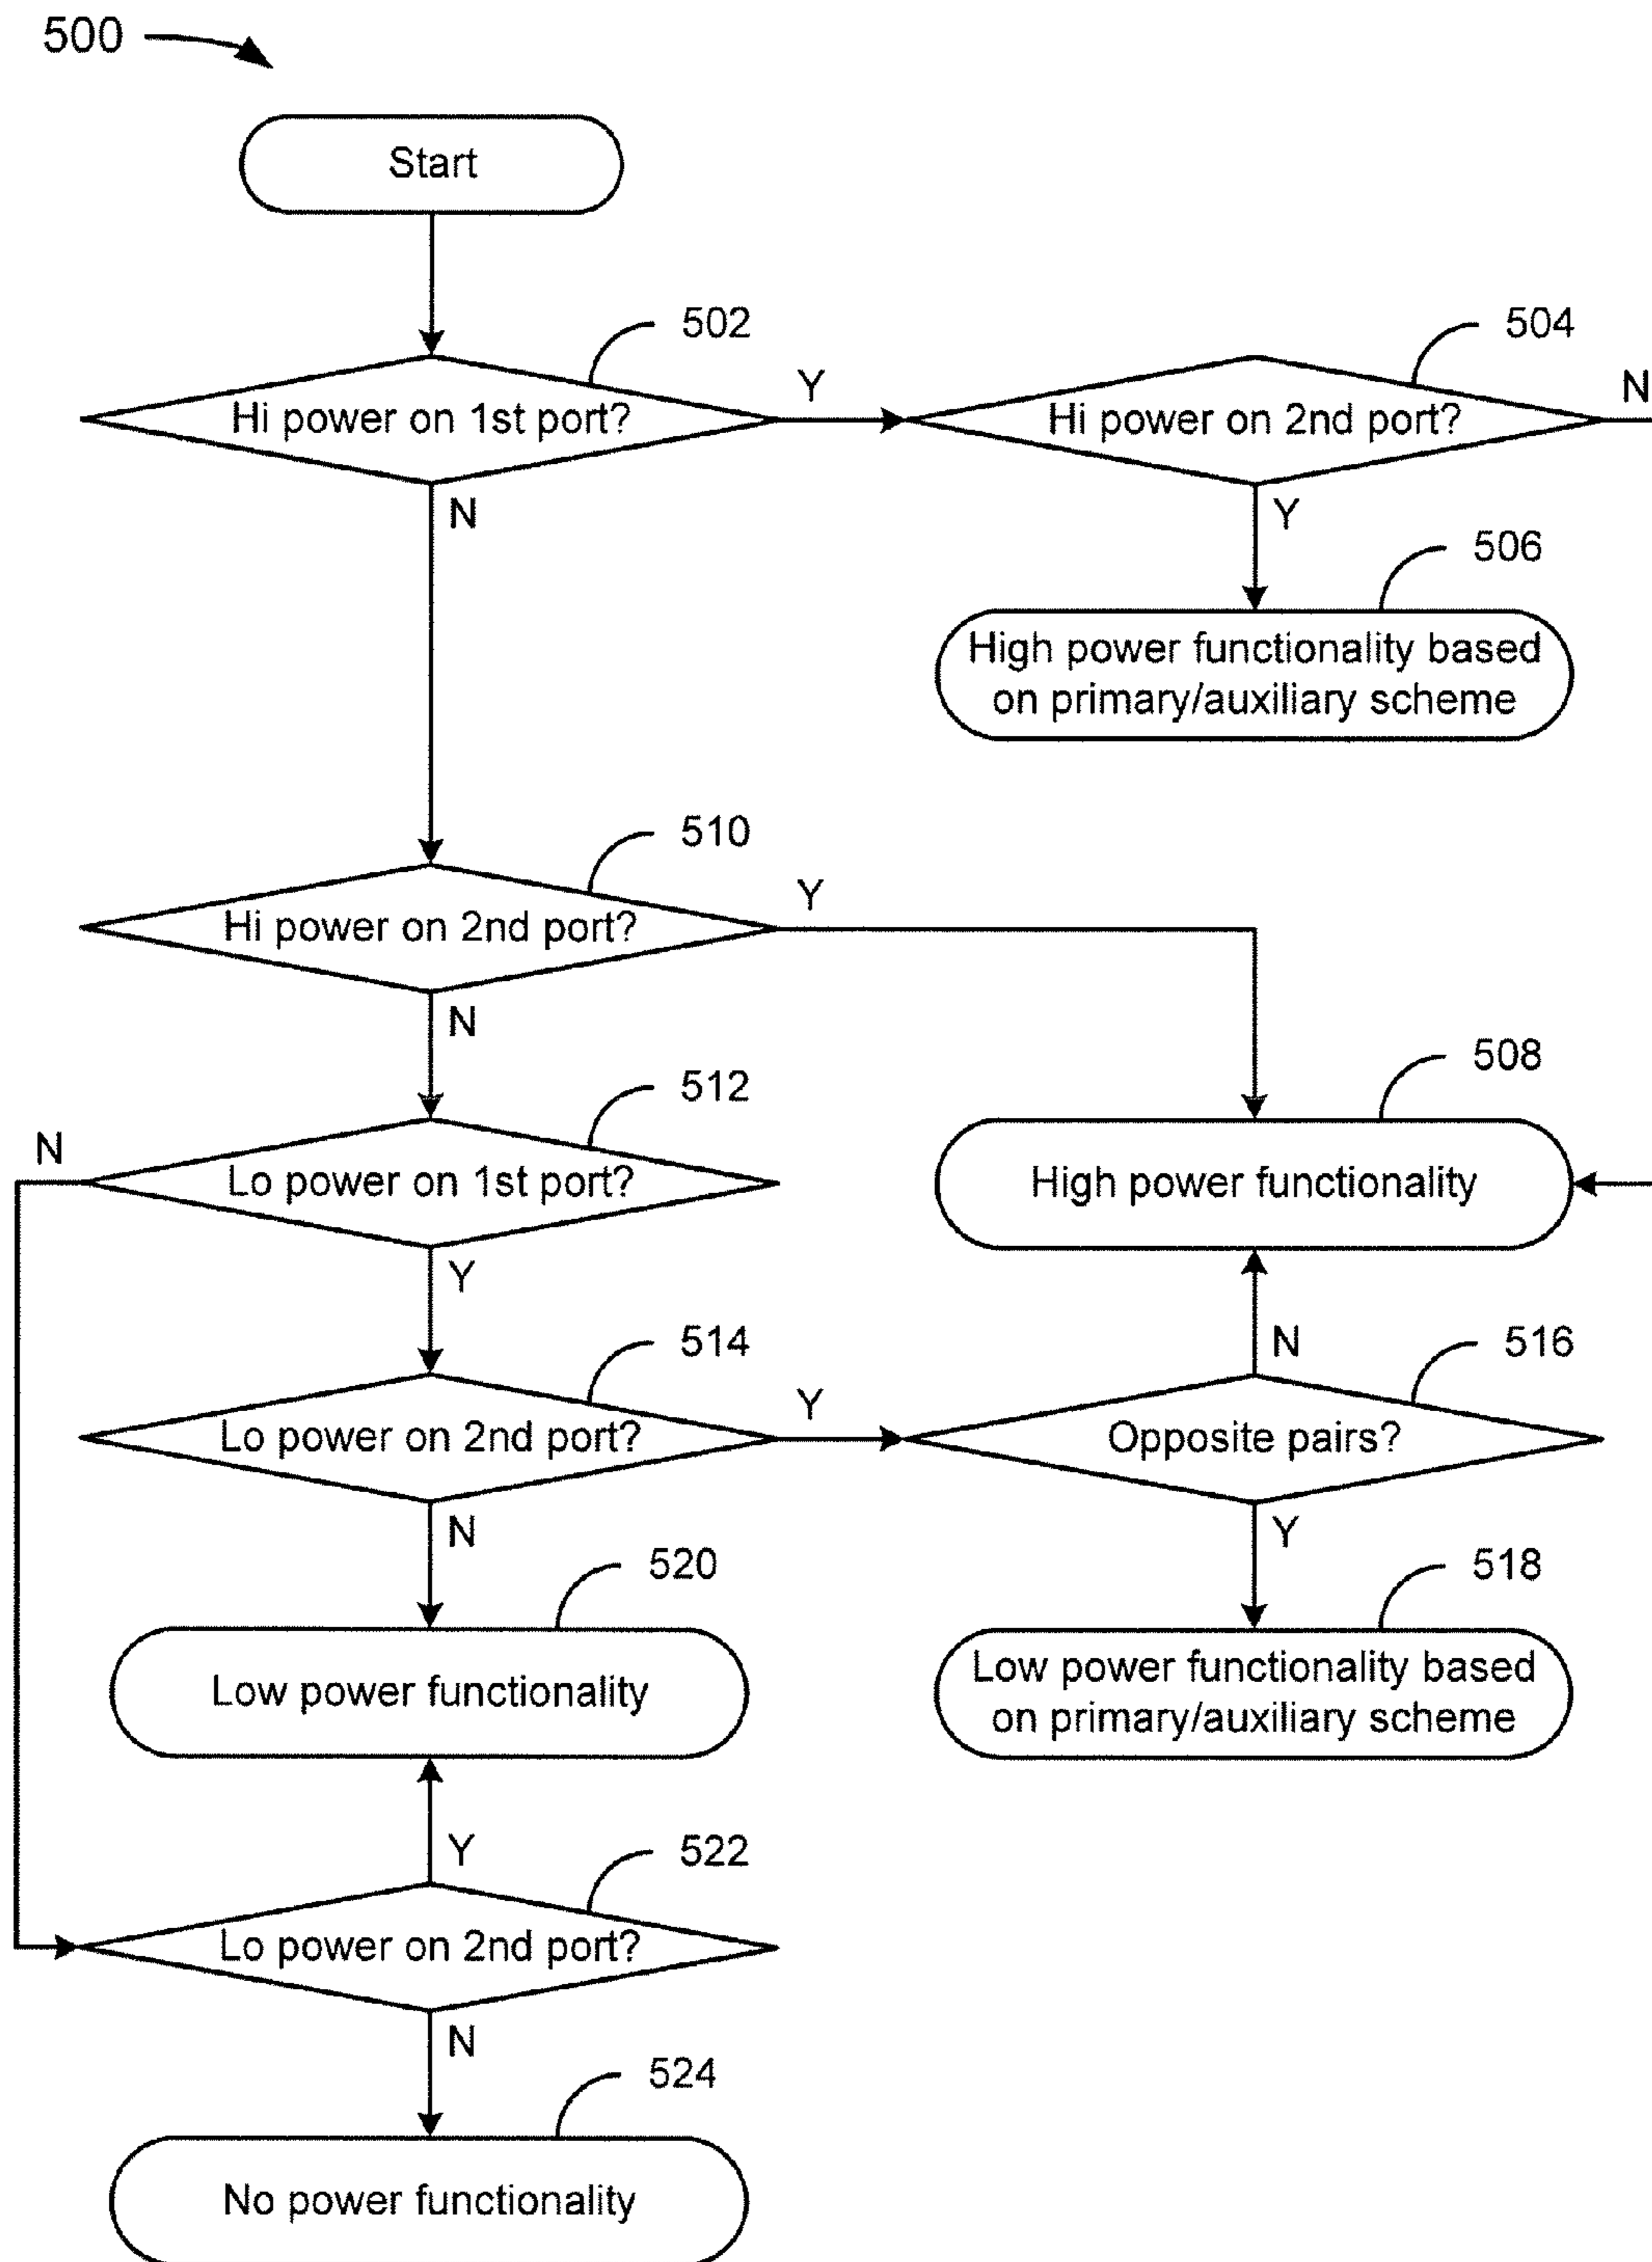 500
Start
502
504
Hi power on 1st port?
Y
Hi power on 2nd port?
N
N
Y
506
High power functionality based
on primary/auxiliary scheme
510
Hi power on 2nd port?
Y
N
508
512
N
Lo power on 1st port?
High power functionality
Y
514
N
516
Lo power on 2nd port?
Y
Opposite pairs?
N
Y
520
518
Low power functionality
Low power functionality based
on primary/auxiliary scheme
Y
522
Lo power on 2nd port?
N
524
No power functionality